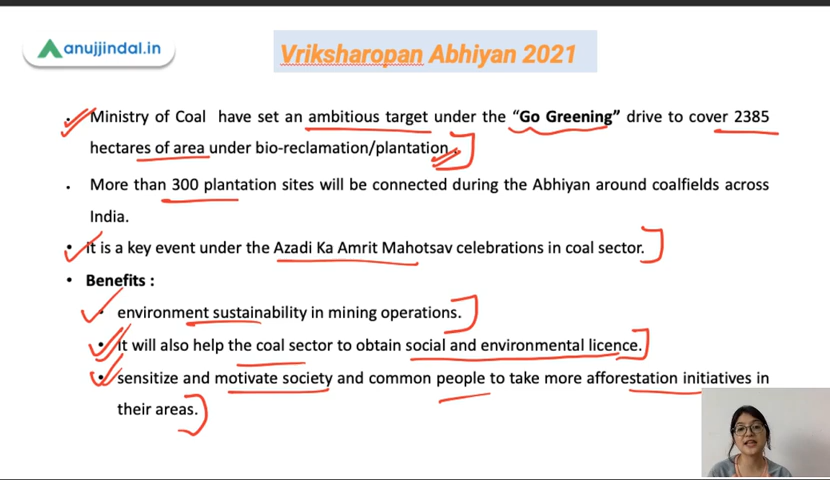 anujjindal.in
Vriksharopan Abhiyan 2021
Ministry of Coal have set an ambitious target under the “Go Greening” drive to cover 2385
hectares of area under bio-reclamation/plantation.
More than 300 plantation sites will be connected during the Abhiyan around coalfields across
India.
It is a key event under the Azadi Ka Amrit Mahotsav celebrations in coal sector.
Benefits :
environment sustainability in mining operations.
It will also help the coal sector to obtain social and environmental licence.
sensitize and motivate society and common people to take more afforestation initiatives in
their areas.